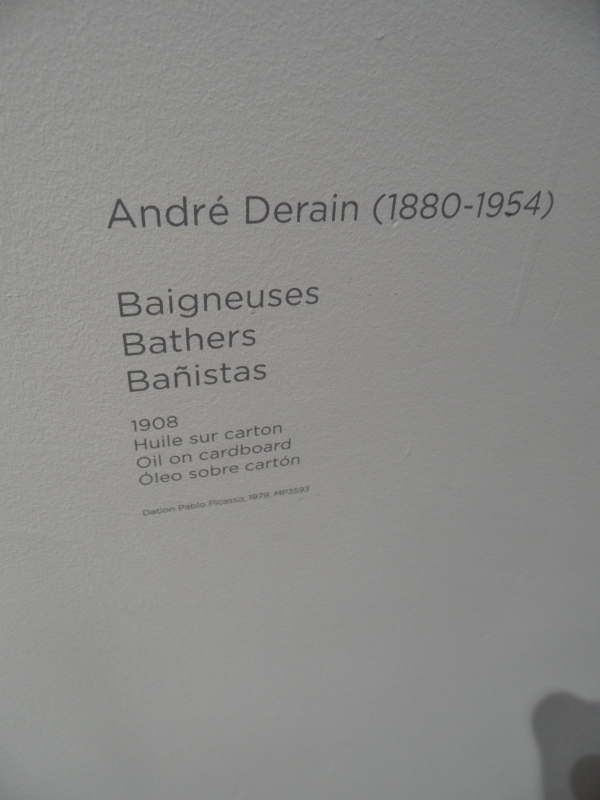 André Derain (1880-1954)
Baigneuses
Bathers
Bañistas
1908
Huile sur carton
Oil on cardboard
Óleo sobre cartón
Dation Pablo Picasso, 1979, MP3593